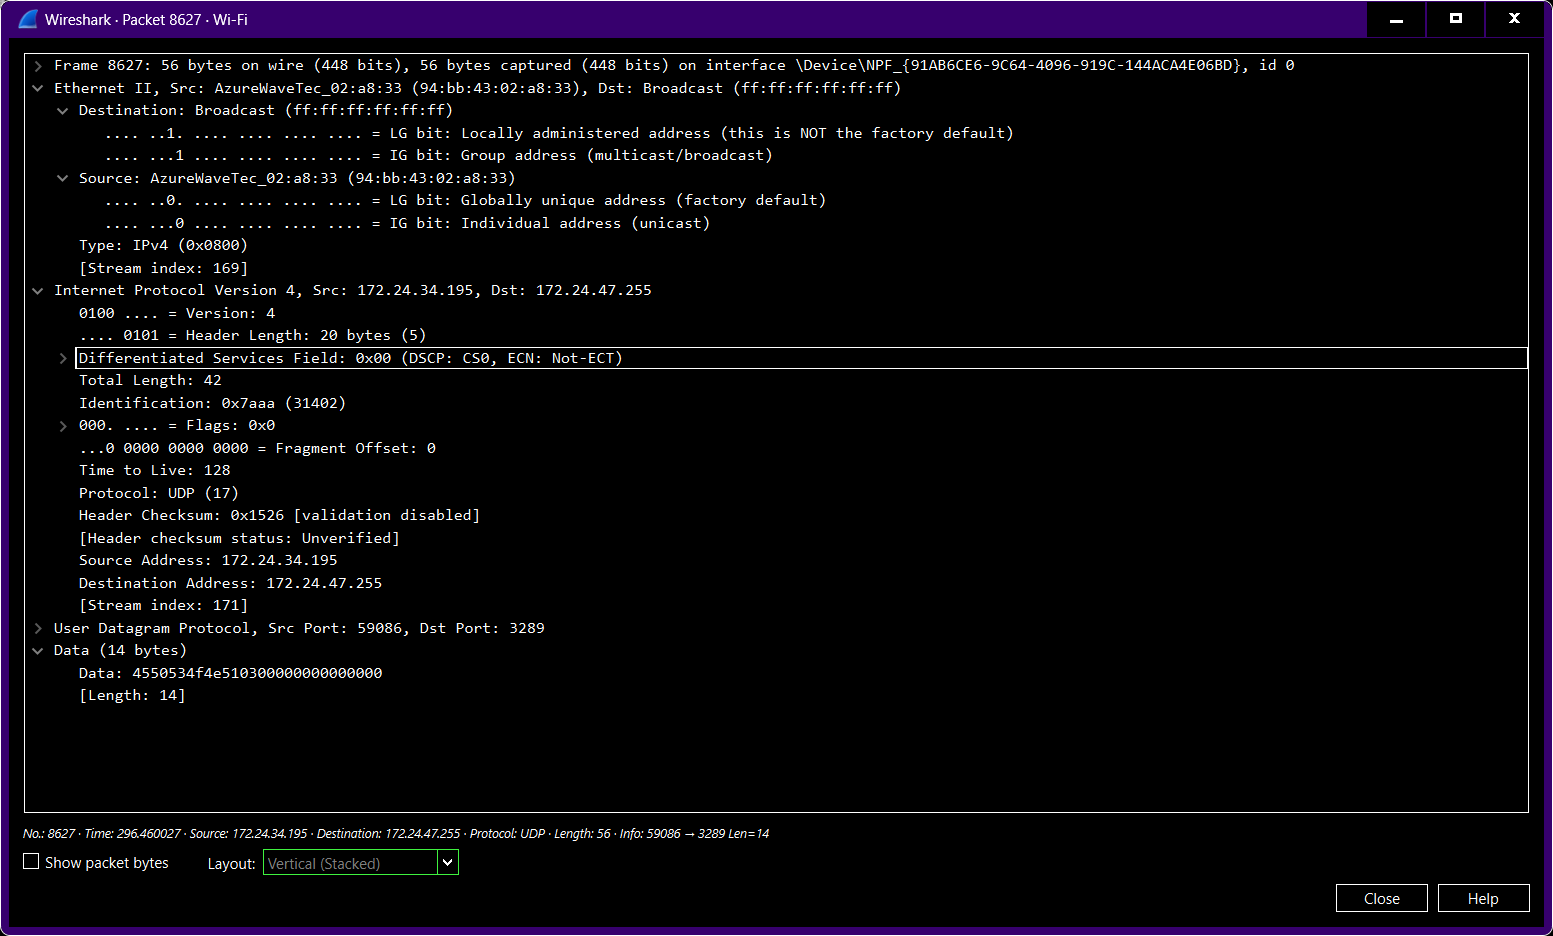 Wireshark · Packet 8627 · Wi-Fi
Frame 8627: 56 bytes on wire (448 bits), 56 bytes captured (448 bits) on interface \Device\NPF_{91AB6CE6-9C64-4096-919C-144ACA4E06BD}, id 0
Ethernet II, Src: AzureWaveTec_02:a8:33 (94:bb:43:02:a8:33), Dst: Broadcast (ff:ff:ff:ff:ff:ff)
Destination: Broadcast (ff:ff:ff:ff:ff:ff)
.... ..1. .... .... .... .... = LG bit: Locally administered address (this is NOT the factory default)
.... ...1 .... .... .... .... = IG bit: Group address (multicast/broadcast)
Source: AzureWaveTec_02:a8:33 (94:bb:43:02:a8:33)
.... ..0. .... .... .... .... = LG bit: Globally unique address (factory default)
.... ...0 .... .... .... .... = IG bit: Individual address (unicast)
Type: IPv4 (0x0800)
[Stream index: 169]
Internet Protocol Version 4, Src: 172.24.34.195, Dst: 172.24.47.255
0100 .... = Version: 4
.... 0101 = Header Length: 20 bytes (5)
Differentiated Services Field: 0x00 (DSCP: CS0, ECN: Not-ECT)
Total Length: 42
Identification: 0x7aaa (31402)
000. .... = Flags: 0x0
...0 0000 0000 0000 = Fragment Offset: 0
Time to Live: 128
Protocol: UDP (17)
Header Checksum: 0x1526 [validation disabled]
[Header checksum status: Unverified]
Source Address: 172.24.34.195
Destination Address: 172.24.47.255
[Stream index: 171]
User Datagram Protocol, Src Port: 59086, Dst Port: 3289
Data (14 bytes)
Data: 4550534f4e510300000000000000
[Length: 14]
No.: 8627 · Time: 296.460027 · Source: 172.24.34.195 · Destination: 172.24.47.255 · Protocol: UDP · Length: 56 · Info: 59086 → 3289 Len=14
Show packet bytes Layout: Vertical (Stacked)
Close Help